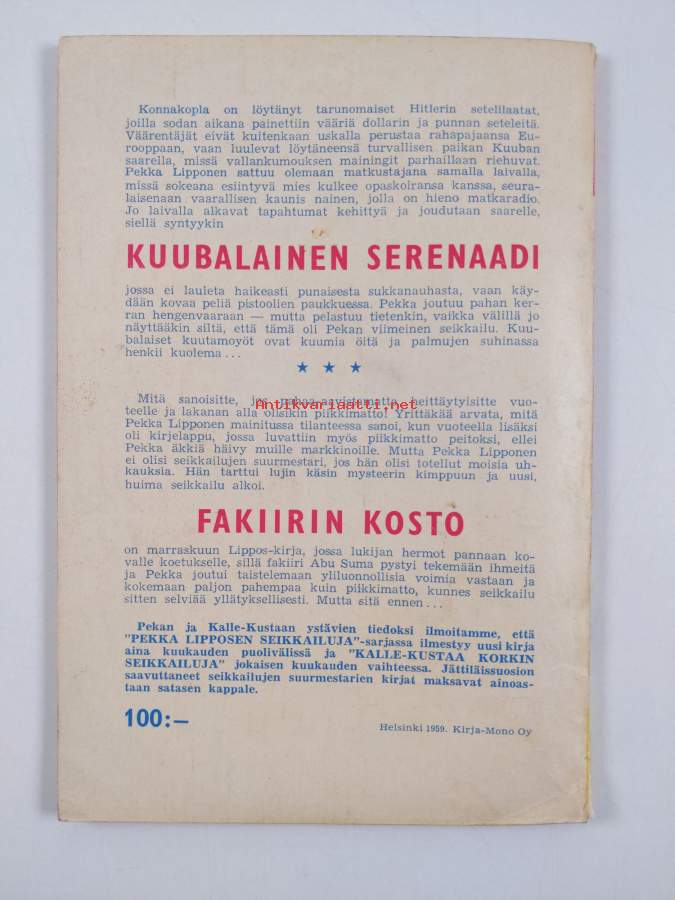 Konnakopla on löytänyt tarunomaiset Hitlerin setelilaatat,
joilla sodan aikana painettiin vääriä dollarin ja punnan seteleitä.
Väärentäjät eivät kuitenkaan uskalla perustaa rahapajaansa Eu-
rooppaan, vaan luulevat löytäneensä turvallisen paikan Kuuban
saarella, missä vallankumouksen mainingit parhaillaan riehuvat.
Pekka Lipponen sattuu olemaan matkustajana samalla laivalla,
missä sokeana esiintyvä mies kulkee opaskoiransa kanssa, seura-
laisenaan vaarallisen kaunis nainen, jolla on hieno matkaradio.
Jo laivalla alkavat tapahtumat kehittyä ja joudutaan saarelle,
siellä syntyykin
KUUBALAINEN SERENAADI
jossa ei lauleta haikeasti punaisesta sukkanauhasta, vaan käy-
dään kovaa peliä pistoolien paukkuessa. Pekka joutuu pahan ker-
ran hengenvaaraan — mutta pelastuu tietenkin, vaikka välillä jo
näyttääkin siltä, että tämä oli Pekan viimeinen seikkailu. Kuu-
balaiset kuutamoyöt ovat kuumia öitä ja palmujen suhinassa
henkii kuolema...
★ ★ ★
Mitä sanoisitte, jos pahaa-aavistamatta heittäytyisitte vuo-
teelle ja lakanan alla olisikin piikkimatto! Yrittäkää arvata, mitä
Antikvariaatti.net
Pekka Lipponen mainitussa tilanteessa sanoi, kun vuoteella lisäksi
oli kirjelappu, jossa luvattiin myös piikkimatto peitoksi, ellei
Pekka äkkiä häivy muille markkinoille. Mutta Pekka Lipponen
ei olisi seikkailujen suurmestari, jos hän olisi totellut moisia uh-
kauksia. Hän tarttui lujin käsin mysteerin kimppuun ja uusi,
huima seikkailu alkoi.
FAKIIRIN KOSTO
on marraskuun Lippos-kirja, jossa lukijan hermot pannaan ko-
valle koetukselle, sillä fakiiri Abu Suma pystyi tekemään ihmeitä
ja Pekka joutui taistelemaan yliluonnollisia voimia vastaan ja
kokemaan paljon pahempaa kuin piikkimatto, kunnes seikkailu
sitten selviää yllätyksellisesti. Mutta sitä ennen...
Pekan ja Kalle-Kustaan ystävien tiedoksi ilmoitamme, että
"PEKKA LIPPOSEN SEIKKAILUJA"-sarjassa ilmestyy uusi kirja
aina kuukauden puolivälissä ja "KALLE-KUSTAA KORKIN
SEIKKAILUJA" jokaisen kuukauden vaihteessa. Jättiläissuosion
saavuttaneet seikkailujen suurmestarien kirjat maksavat ainoas-
taan satasen kappale.
100:—
Helsinki 1959. Kirja-Mono Oy